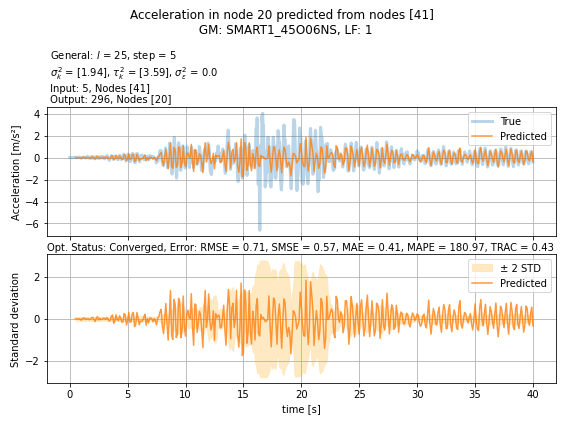 Acceleration in node 20 predicted from nodes [41]
GM: SMART1_45O06NS, LF: 1
General: l = 25, step = 5
σ²ₖ = [1.94], τ²ₖ = [3.59], σ²ε = 0.0
Input: 5, Nodes [41]
Output: 296, Nodes [20]
True
Predicted
Acceleration [m/s²]
4
2
0
−2
−4
−6
Opt. Status: Converged, Error: RMSE = 0.71, SMSE = 0.57, MAE = 0.41, MAPE = 180.97, TRAC = 0.43
± 2 STD
Predicted
Standard deviation
2
0
−2
0 5 10 15 20 25 30 35 40
time [s]